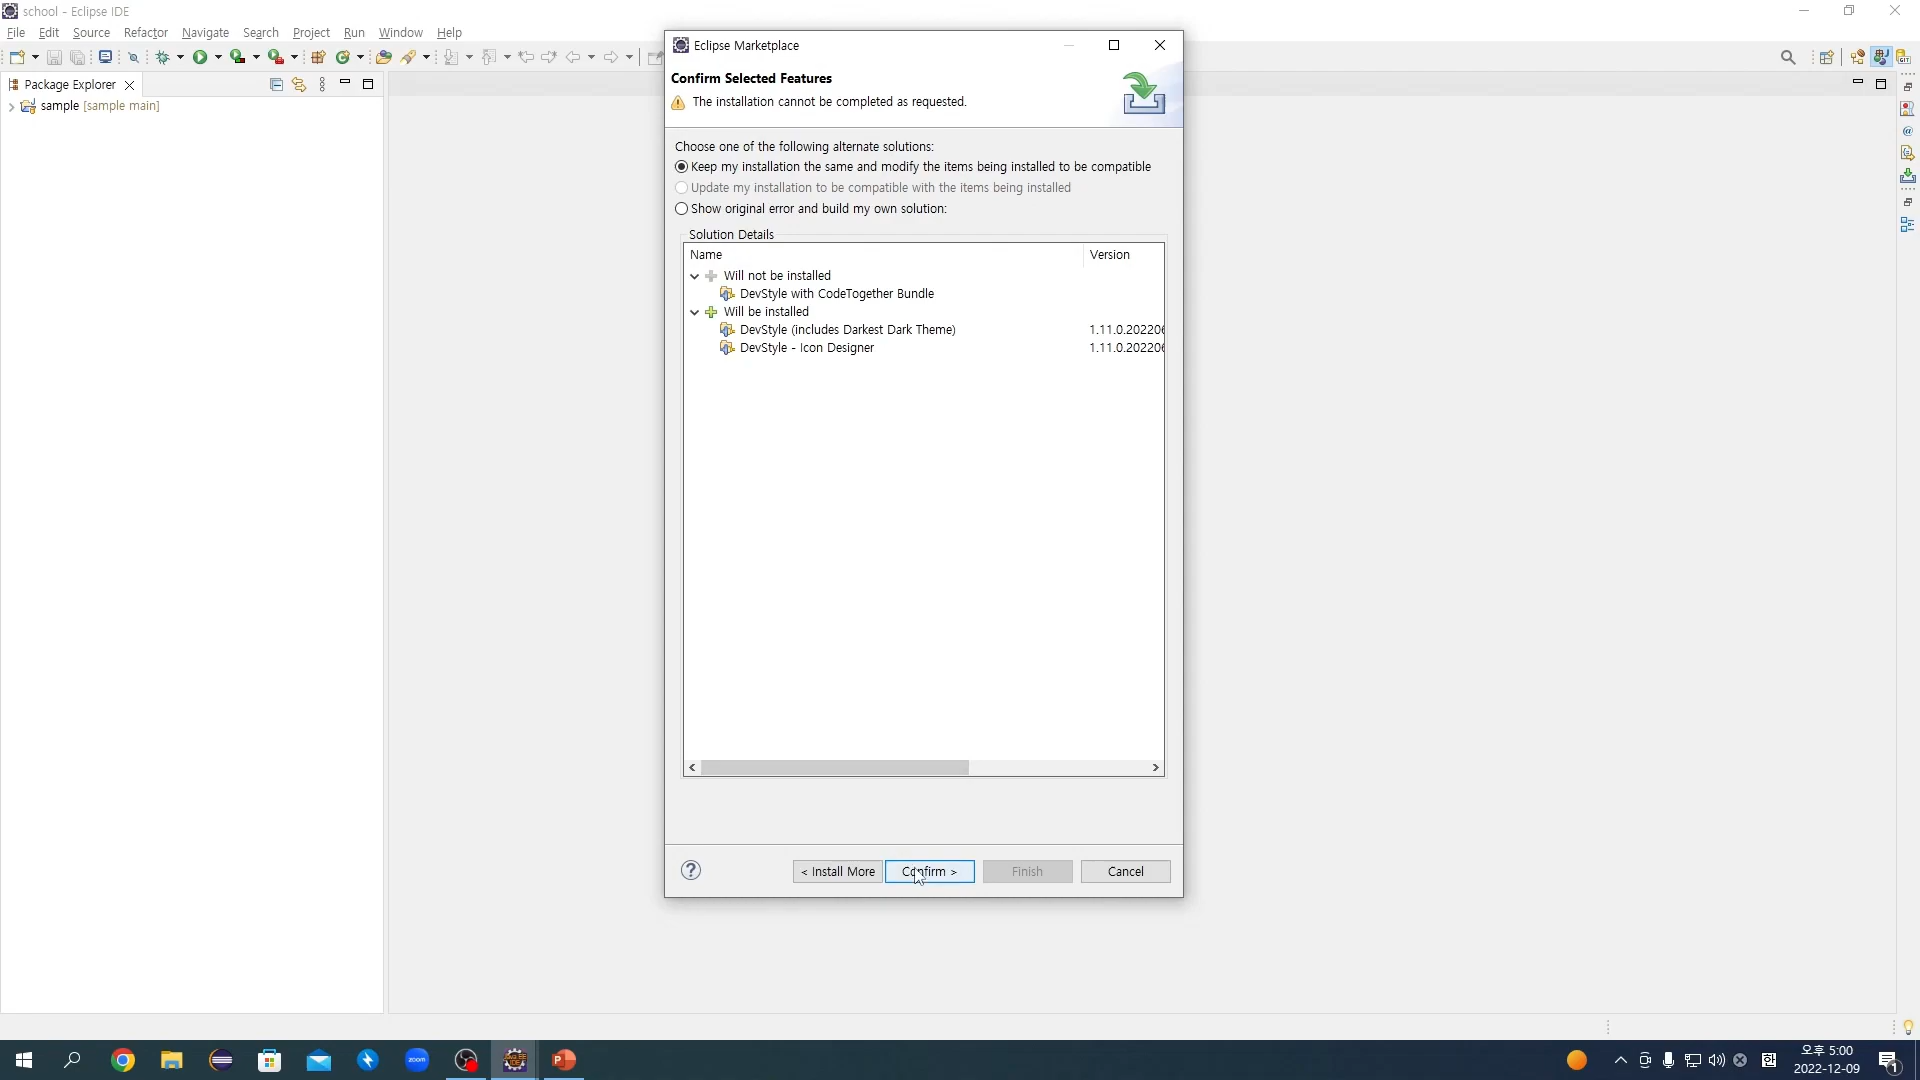 school - Eclipse IDE
File Edit Source Refactor Navigate Search Project Run Window Help
Package Explorer
sample [sample main]
Eclipse Marketplace
Confirm Selected Features
The installation cannot be completed as requested.
Choose one of the following alternate solutions:
Keep my installation the same and modify the items being installed to be compatible
Update my installation to be compatible with the items being installed
Show original error and build my own solution:
Solution Details
Name Version
Will not be installed
DevStyle with CodeTogether Bundle
Will be installed
DevStyle (includes Darkest Dark Theme) 1.11.0.202206
DevStyle - Icon Designer 1.11.0.202206
< Install More Confirm > Finish Cancel
zoom
오후 5:00
2022-12-09
1